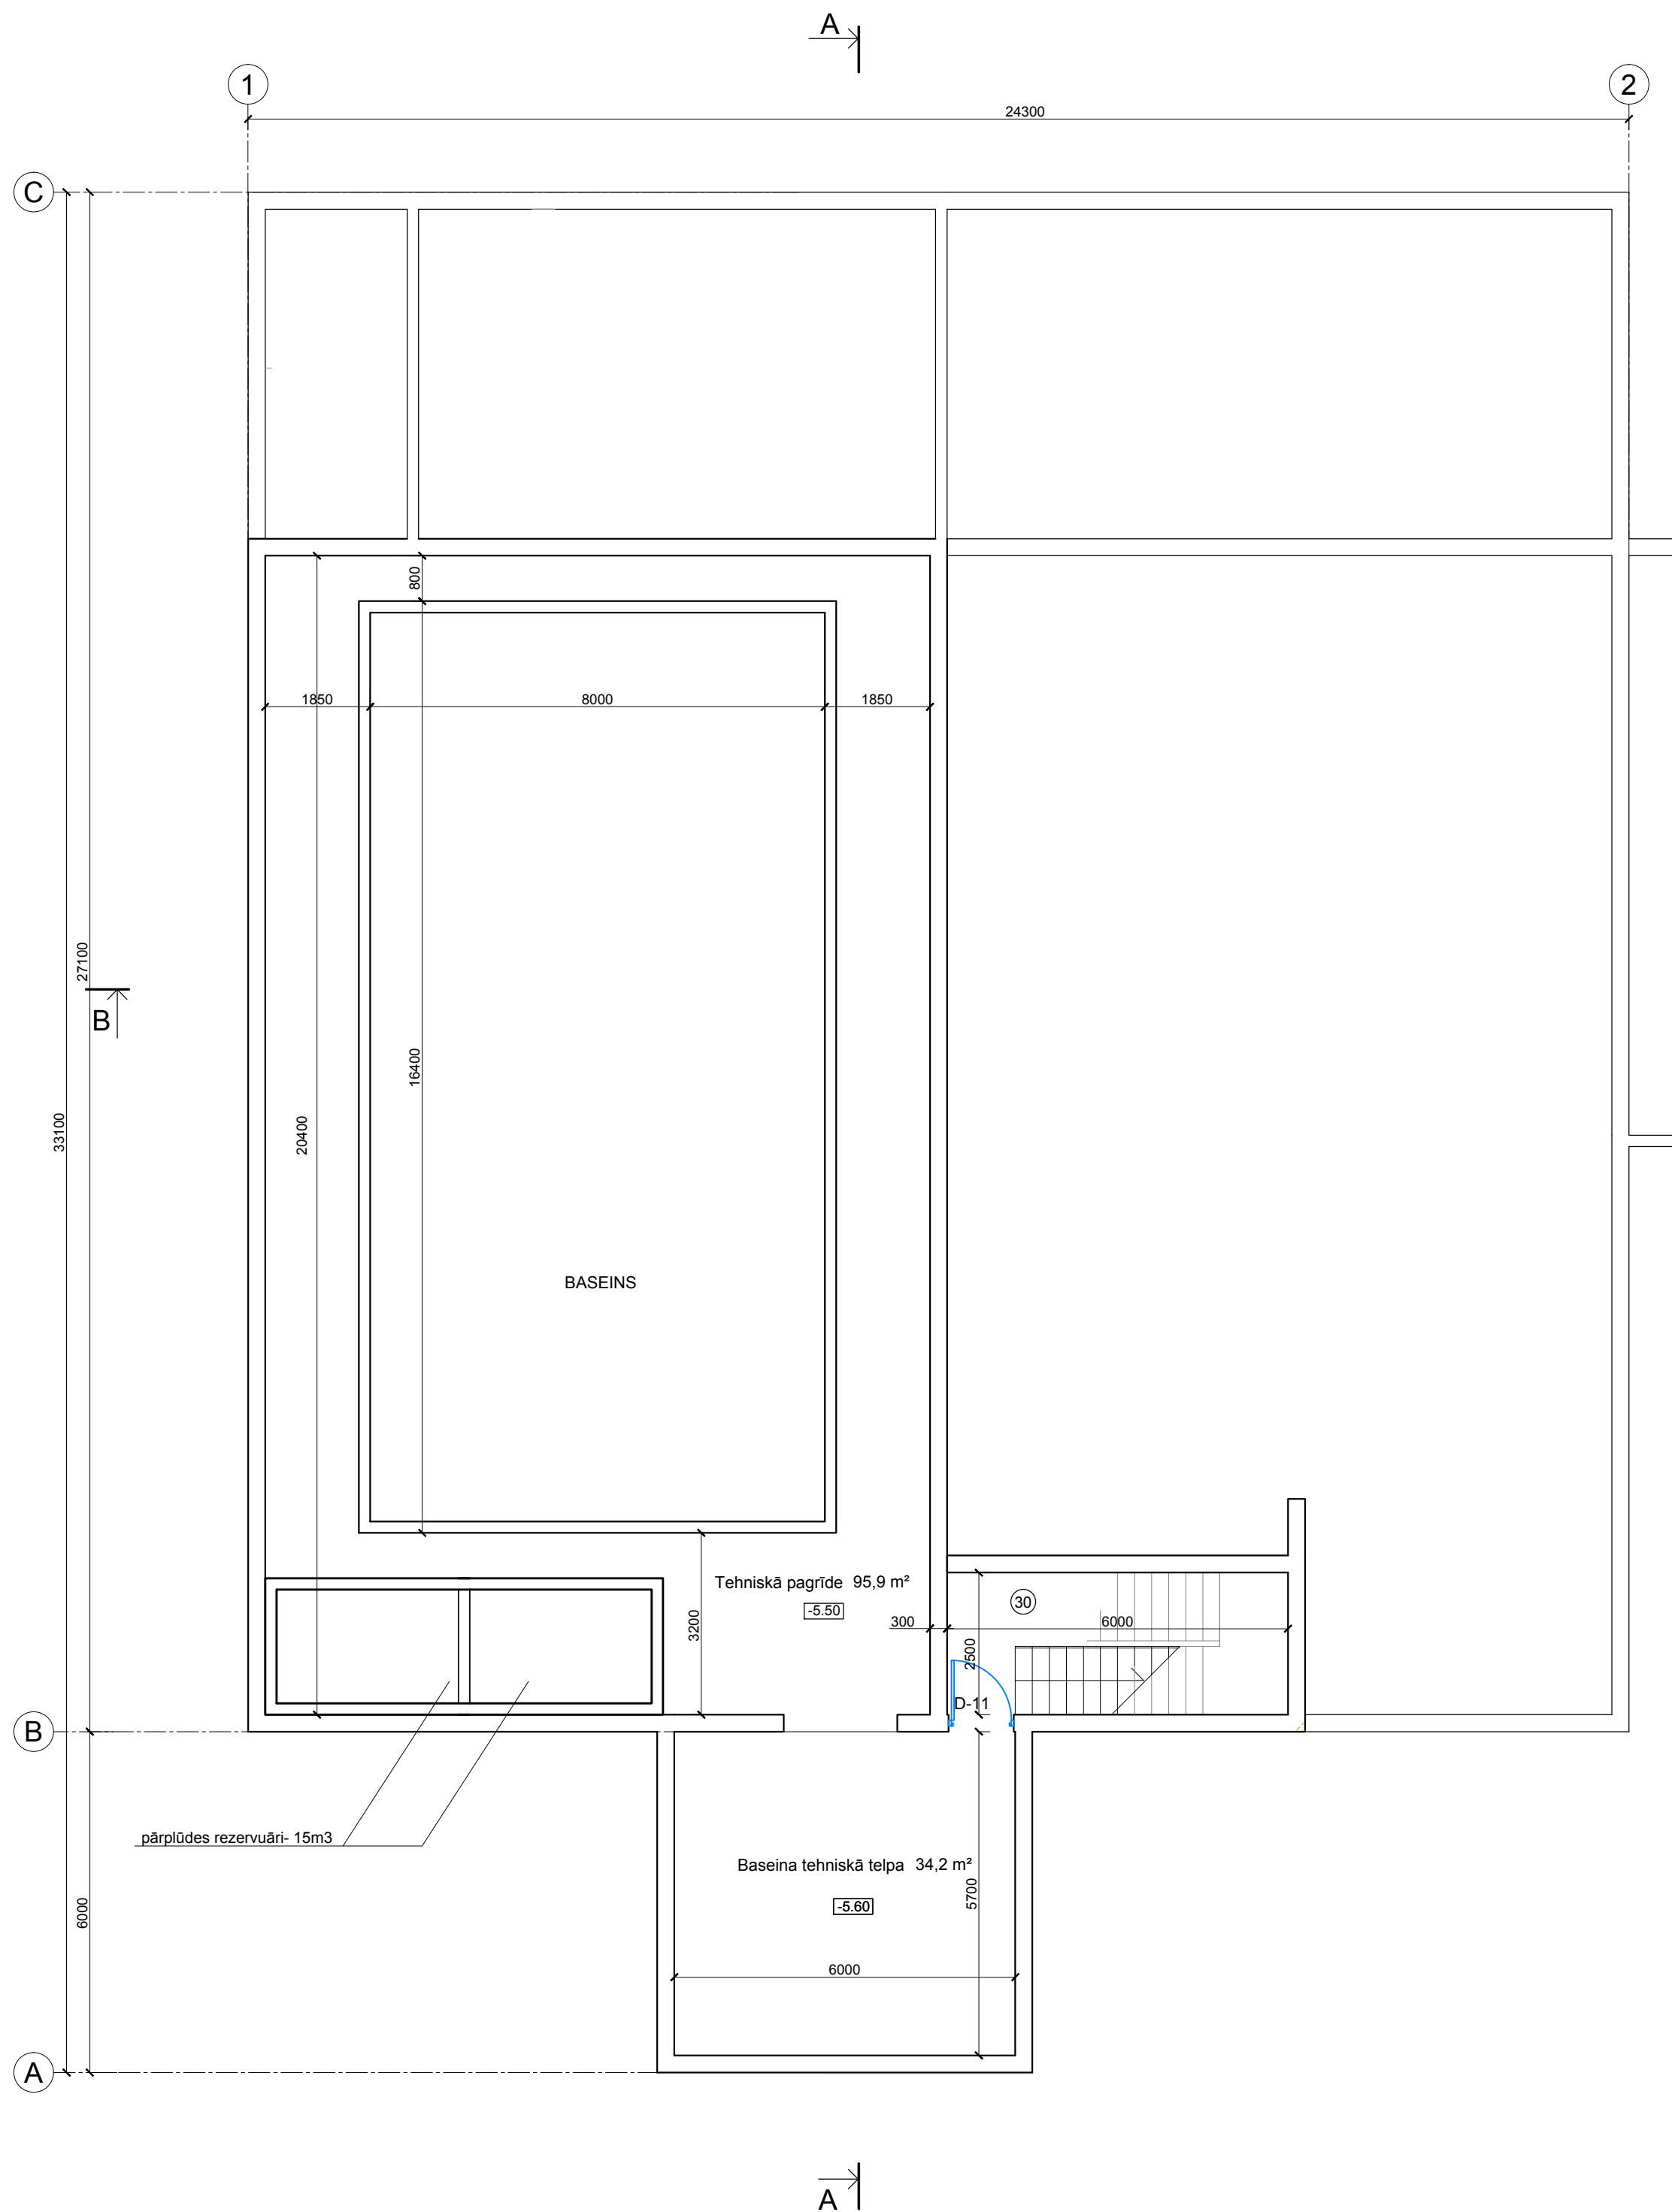 A
1
2
24300
C
800
1850
8000
1850
27100
B
16400
20400
33100
BASEINS
Tehniskā pagrīde 95,9 m²
-5.50
30
300
6000
3200
2500
D-11
B
pārplūdes rezervuāri- 15m3
Baseina tehniskā telpa 34,2 m²
-5.60
5700
6000
6000
A
A